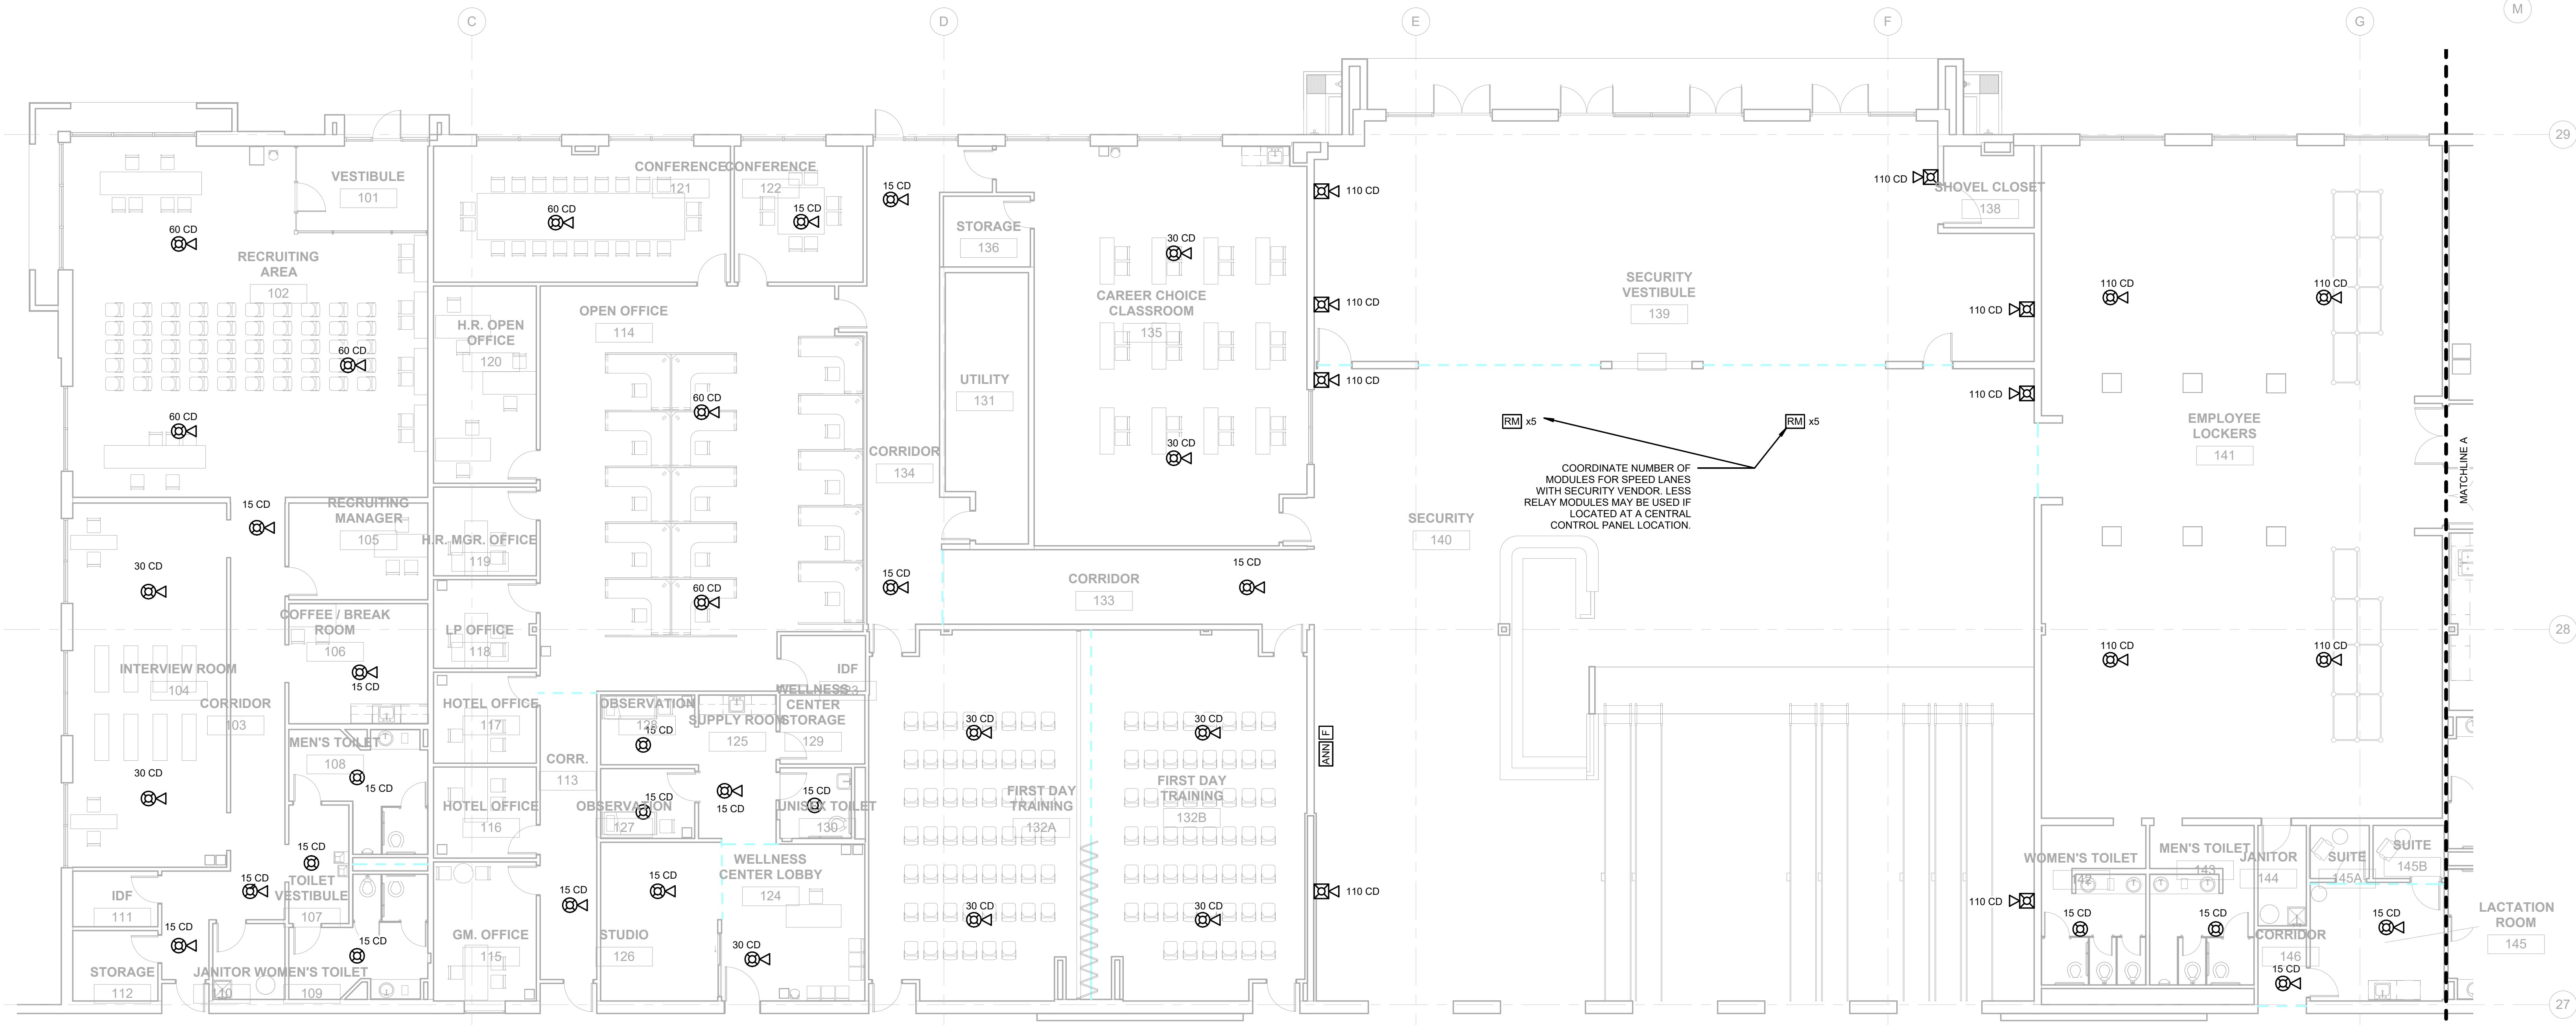 C
D
E
F
G
M
29
28
27
VESTIBULE
101
60 CD
RECRUITING
AREA
102
60 CD
60 CD
CONFERENCE
121
60 CD
CONFERENCE
122
15 CD
15 CD
STORAGE
136
H.R. OPEN
OFFICE
120
OPEN OFFICE
114
60 CD
60 CD
UTILITY
131
CORRIDOR
134
30 CD
CAREER CHOICE
CLASSROOM
135
30 CD
110 CD
110 CD
110 CD
110 CD
SHOVEL CLOSET
138
SECURITY
VESTIBULE
139
110 CD
110 CD
RM x5
RM x5
COORDINATE NUMBER OF
MODULES FOR SPEED LANES
WITH SECURITY VENDOR. LESS
RELAY MODULES MAY BE USED IF
LOCATED AT A CENTRAL
CONTROL PANEL LOCATION.
SECURITY
140
110 CD
110 CD
EMPLOYEE
LOCKERS
141
110 CD
110 CD
MATCHLINE A
15 CD
RECRUITING
MANAGER
105
H.R. MGR. OFFICE
119
30 CD
INTERVIEW ROOM
104
30 CD
CORRIDOR
103
COFFEE / BREAK
ROOM
106
15 CD
LP OFFICE
118
15 CD
CORRIDOR
133
15 CD
IDF
123
HOTEL OFFICE
117
OBSERVATION
128
15 CD
SUPPLY ROOM
125
15 CD
WELLNESS
CENTER
STORAGE
129
MEN'S TOILET
108
15 CD
CORR.
113
HOTEL OFFICE
116
OBSERVATION
127
15 CD
UNISEX TOILET
130
15 CD
30 CD
30 CD
FIRST DAY
TRAINING
132A
30 CD
30 CD
FIRST DAY
TRAINING
132B
ANN F
110 CD
15 CD
TOILET
VESTIBULE
107
15 CD
IDF
111
15 CD
STORAGE
112
JANITOR
110
WOMEN'S TOILET
109
15 CD
GM. OFFICE
115
15 CD
STUDIO
126
15 CD
WELLNESS
CENTER LOBBY
124
30 CD
110 CD
WOMEN'S TOILET
142
15 CD
MEN'S TOILET
143
15 CD
JANITOR
144
SUITE
145A
SUITE
145B
CORRIDOR
146
15 CD
15 CD
LACTATION
ROOM
145